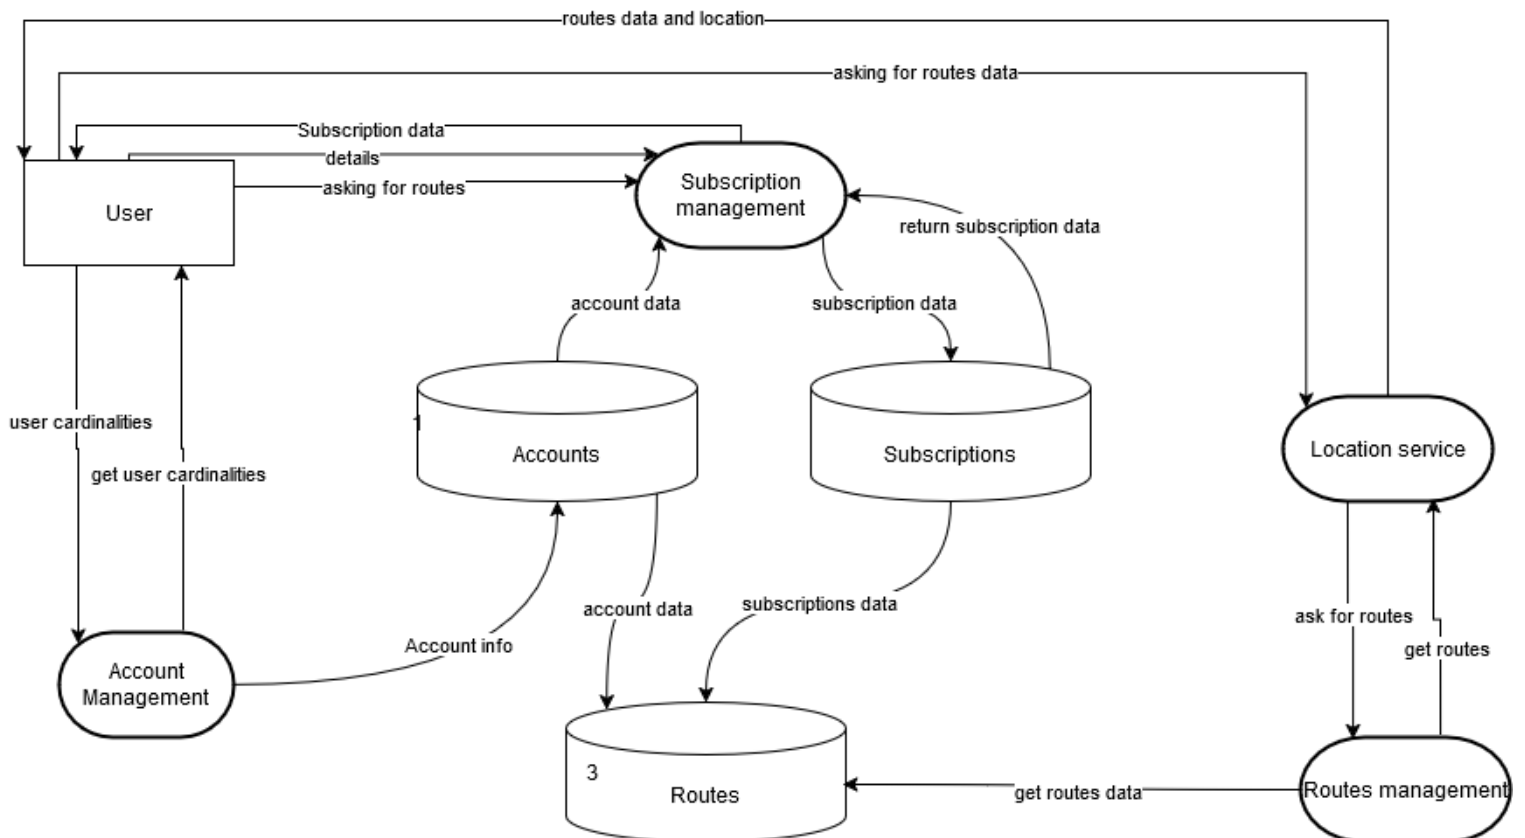 routes data and location
asking for routes data
Subscription data
details
asking for routes
User
Subscription
management
return subscription data
account data
subscription data
user cardinalities
get user cardinalities
1
Accounts
Subscriptions
Location service
account data
subscriptions data
ask for routes
get routes
Account info
Account
Management
3
Routes
get routes data
Routes management